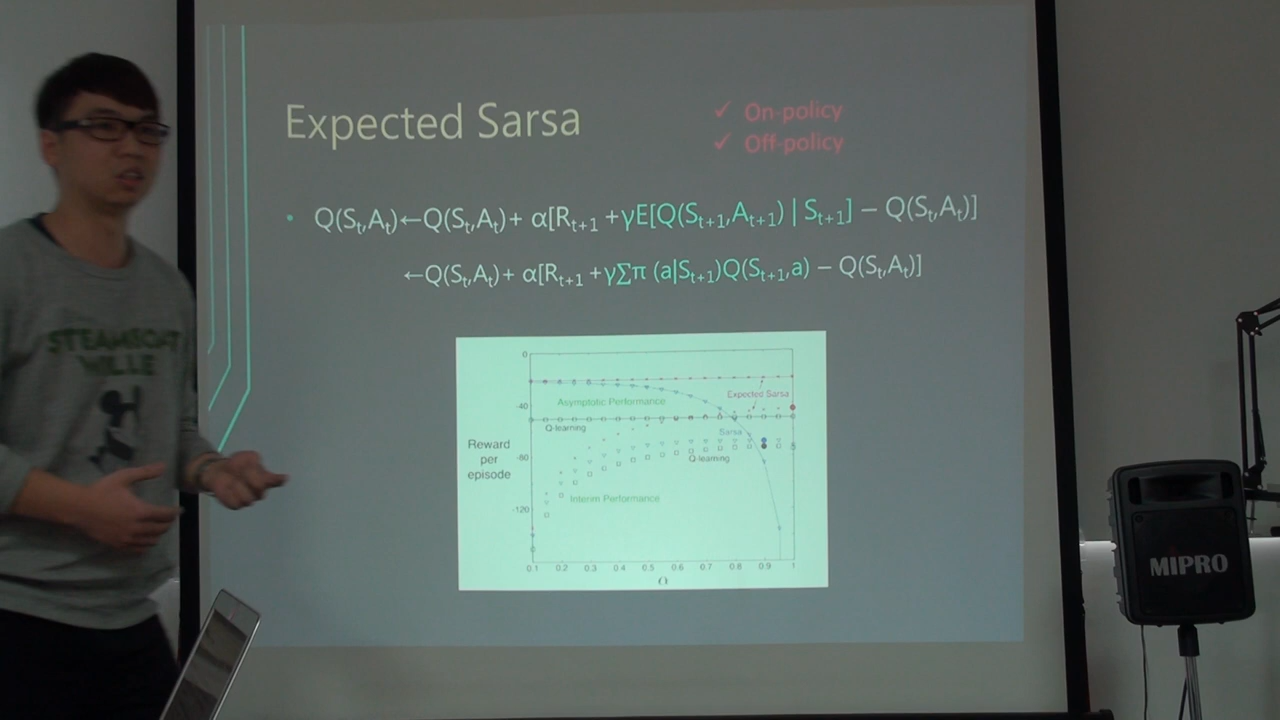 Expected Sarsa
✓ On-policy
✓ Off-policy
• Q(Sₜ,Aₜ)←Q(Sₜ,Aₜ)+ α[Rₜ₊₁ +γE[Q(Sₜ₊₁,Aₜ₊₁) | Sₜ₊₁] – Q(Sₜ,Aₜ)]
←Q(Sₜ,Aₜ)+ α[Rₜ₊₁ +γ∑π (a|Sₜ₊₁)Q(Sₜ₊₁,a) – Q(Sₜ,Aₜ)]
0
-40
-80
-120
Reward
per
episode
Asymptotic Performance
Expected Sarsa
Q-learning
Sarsa
Q-learning
Interim Performance
0.1 0.2 0.3 0.4 0.5 0.6 0.7 0.8 0.9 1
STEAMBOAT
WILLIE
MIPRO